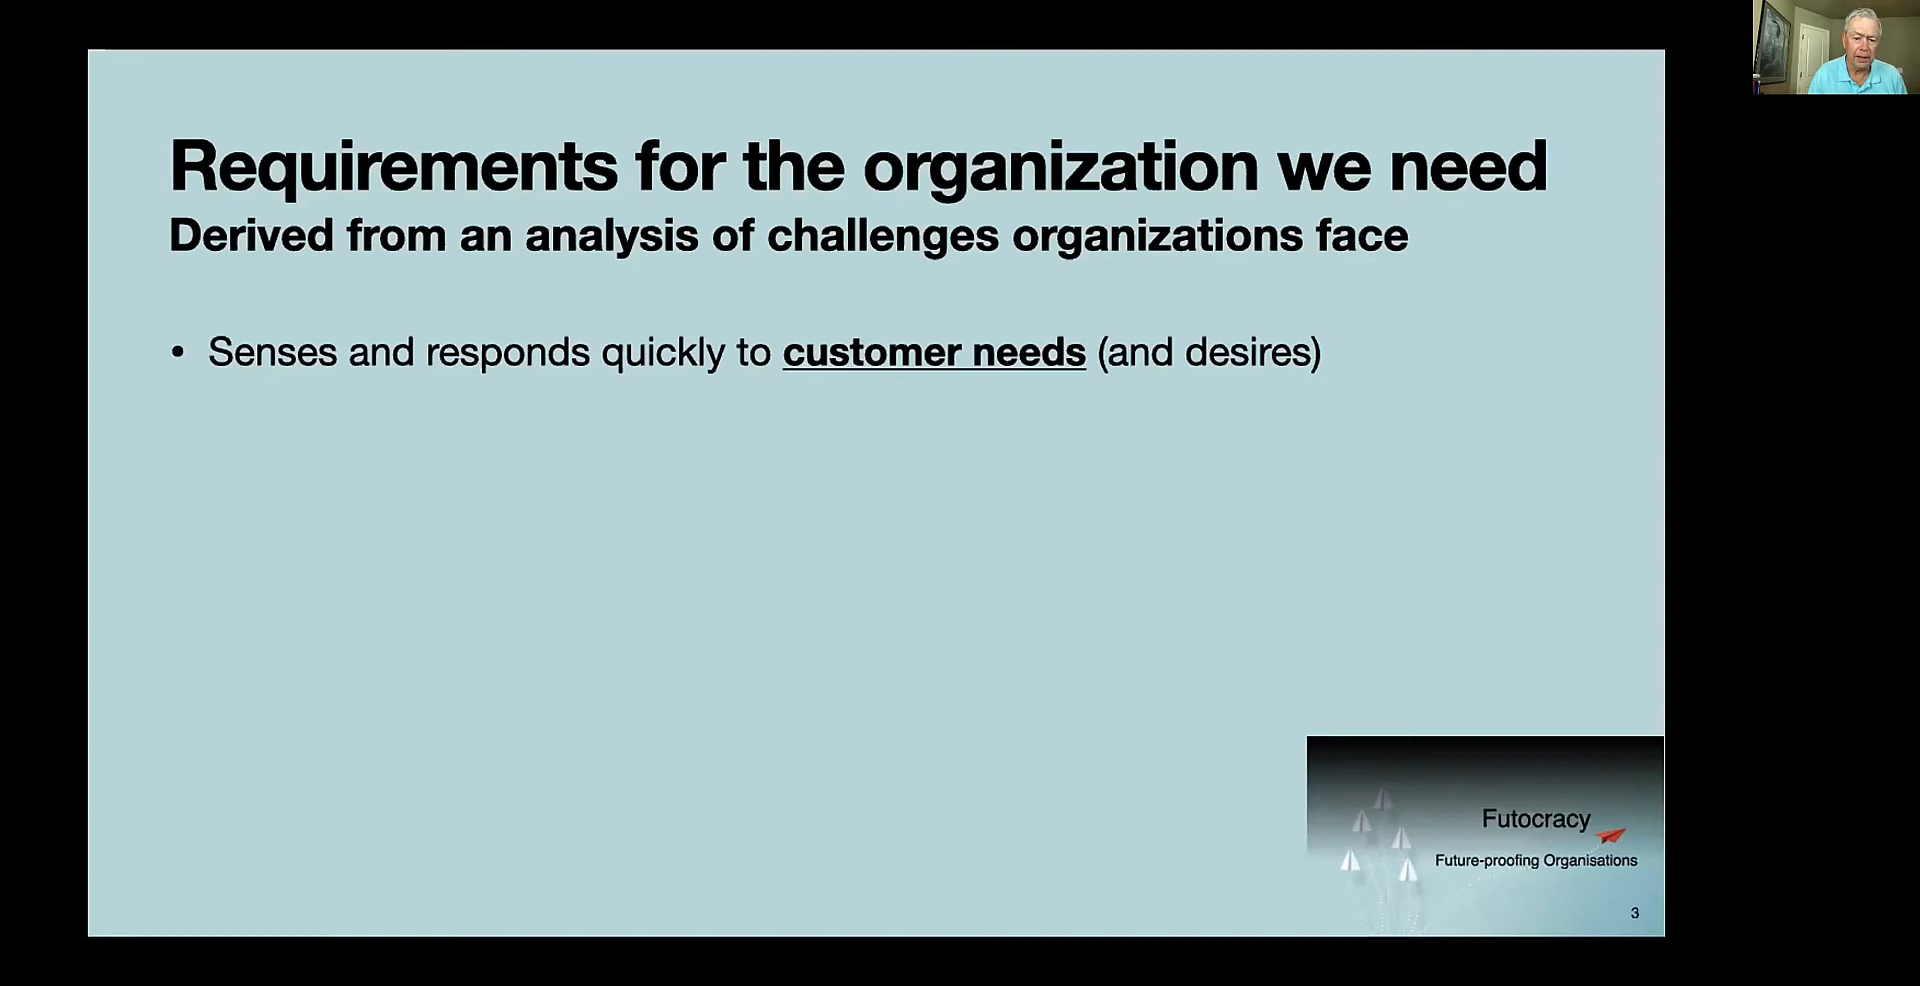 Requirements for the organization we need
Derived from an analysis of challenges organizations face
• Senses and responds quickly to customer needs (and desires)
Futocracy
Future-proofing Organisations
3